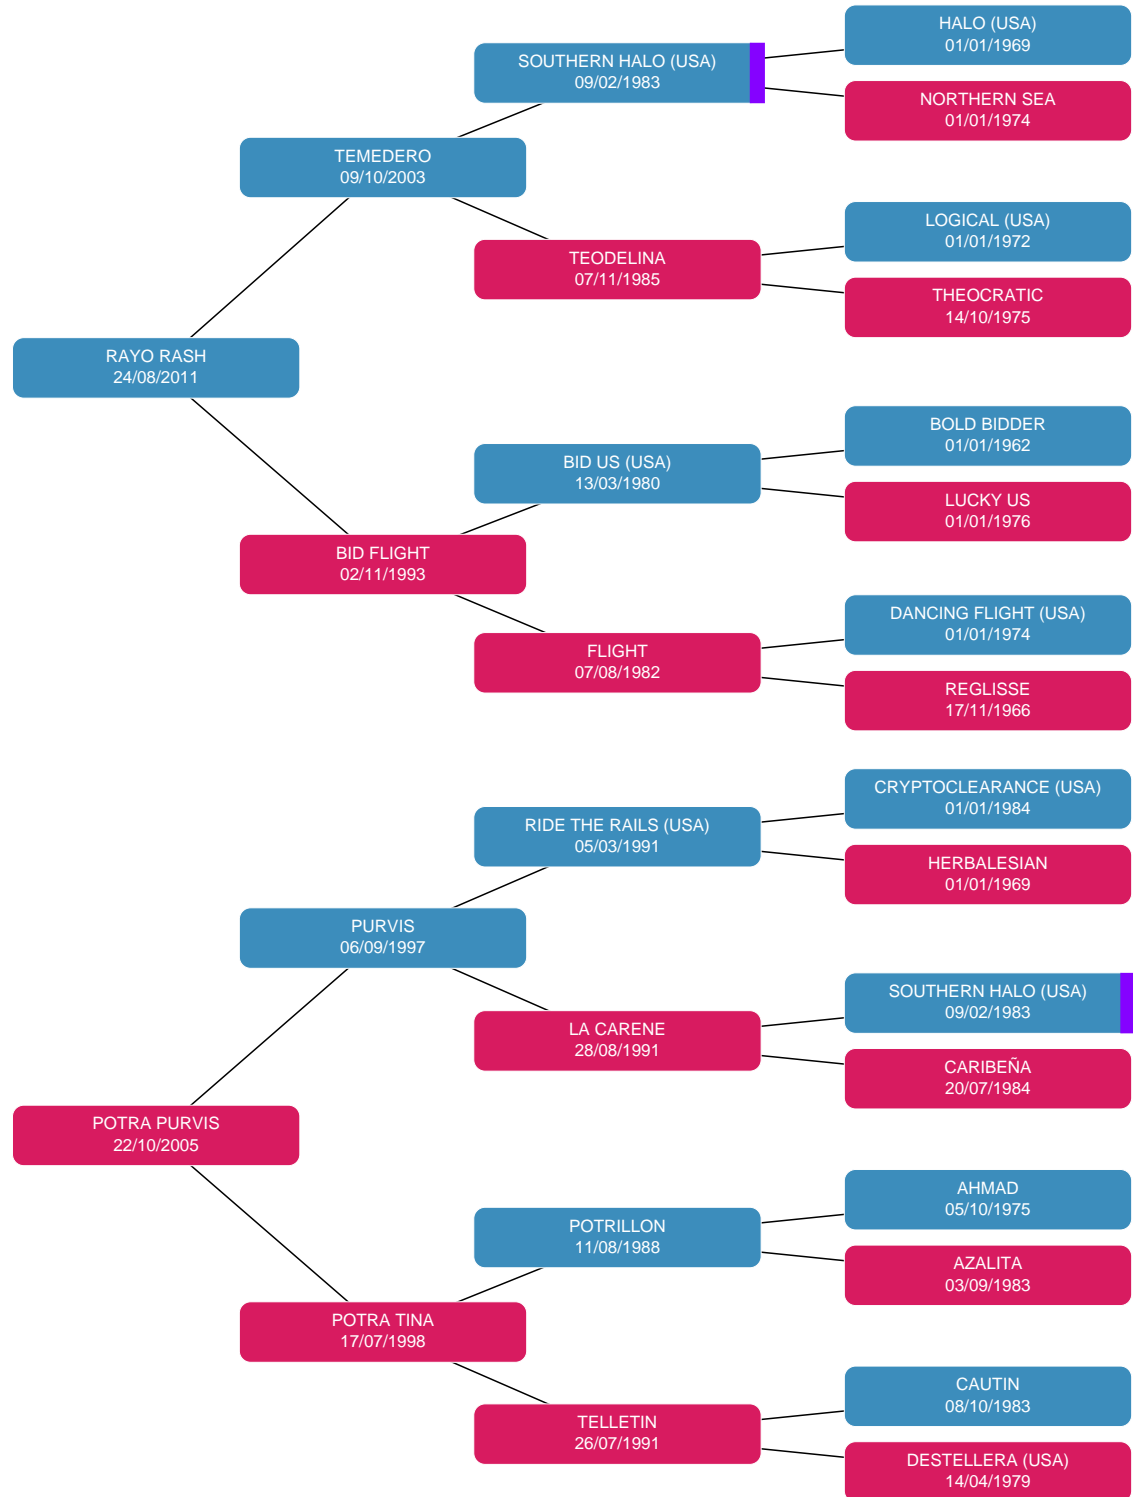 HALO (USA)
01/01/1969
SOUTHERN HALO (USA)
09/02/1983
NORTHERN SEA
01/01/1974
TEMEDERO
09/10/2003
LOGICAL (USA)
01/01/1972
TEODELINA
07/11/1985
THEOCRATIC
14/10/1975
RAYO RASH
24/08/2011
BOLD BIDDER
01/01/1962
BID US (USA)
13/03/1980
LUCKY US
01/01/1976
BID FLIGHT
02/11/1993
DANCING FLIGHT (USA)
01/01/1974
FLIGHT
07/08/1982
REGLISSE
17/11/1966
CRYPTOCLEARANCE (USA)
01/01/1984
RIDE THE RAILS (USA)
05/03/1991
HERBALESIAN
01/01/1969
PURVIS
06/09/1997
SOUTHERN HALO (USA)
09/02/1983
LA CARENE
28/08/1991
CARIBEÑA
20/07/1984
POTRA PURVIS
22/10/2005
AHMAD
05/10/1975
POTRILLON
11/08/1988
AZALITA
03/09/1983
POTRA TINA
17/07/1998
CAUTIN
08/10/1983
TELLETIN
26/07/1991
DESTELLERA (USA)
14/04/1979